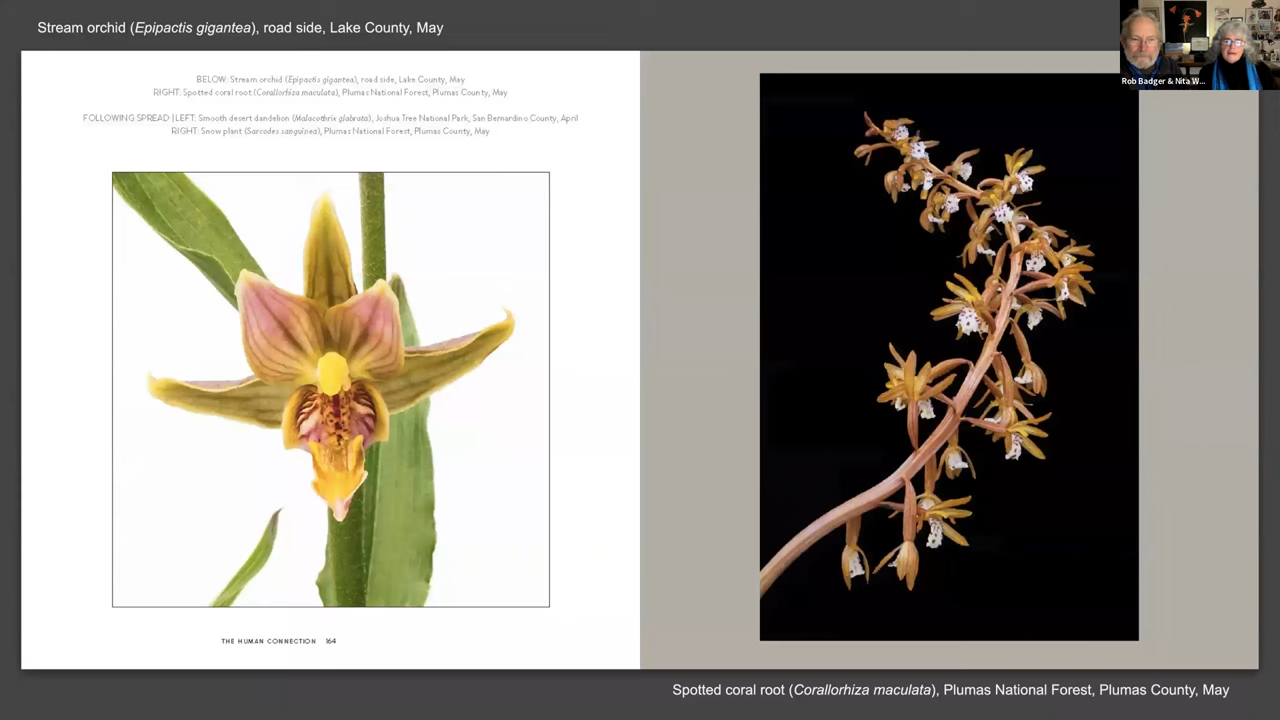 Stream orchid (Epipactis gigantea), road side, Lake County, May
Rob Badger & Nita W...
BELOW: Stream orchid (Epipactis gigantea), road side, Lake County, May
RIGHT: Spotted coral root (Corallorhiza maculata), Plumas National Forest, Plumas County, May
FOLLOWING SPREAD | LEFT: Smooth desert dandelion (Malacothrix glabrata), Joshua Tree National Park, San Bernardino County, April
RIGHT: Snow plant (Sarcodes sanguinea), Plumas National Forest, Plumas County, May
THE HUMAN CONNECTION 164
Spotted coral root (Corallorhiza maculata), Plumas National Forest, Plumas County, May